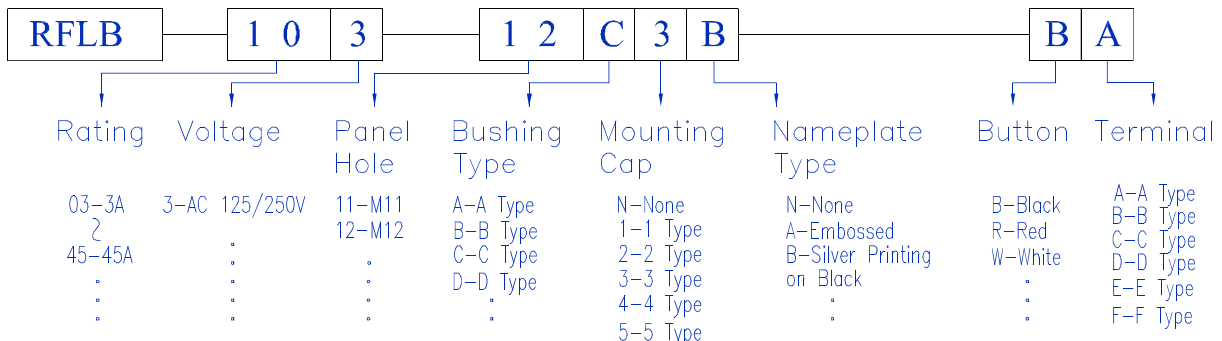 RFLB 1 0 3 1 2 C 3 B B A
Rating Voltage Panel Hole Bushing Type Mounting Cap Nameplate Type Button Terminal
03-3A
~
45-45A
3-AC 125/250V
11-M11
12-M12
A-A Type
B-B Type
C-C Type
D-D Type
N-None
1-1 Type
2-2 Type
3-3 Type
4-4 Type
5-5 Type
N-None
A-Embossed
B-Silver Printing
on Black
B-Black
R-Red
W-White
A-A Type
B-B Type
C-C Type
D-D Type
E-E Type
F-F Type